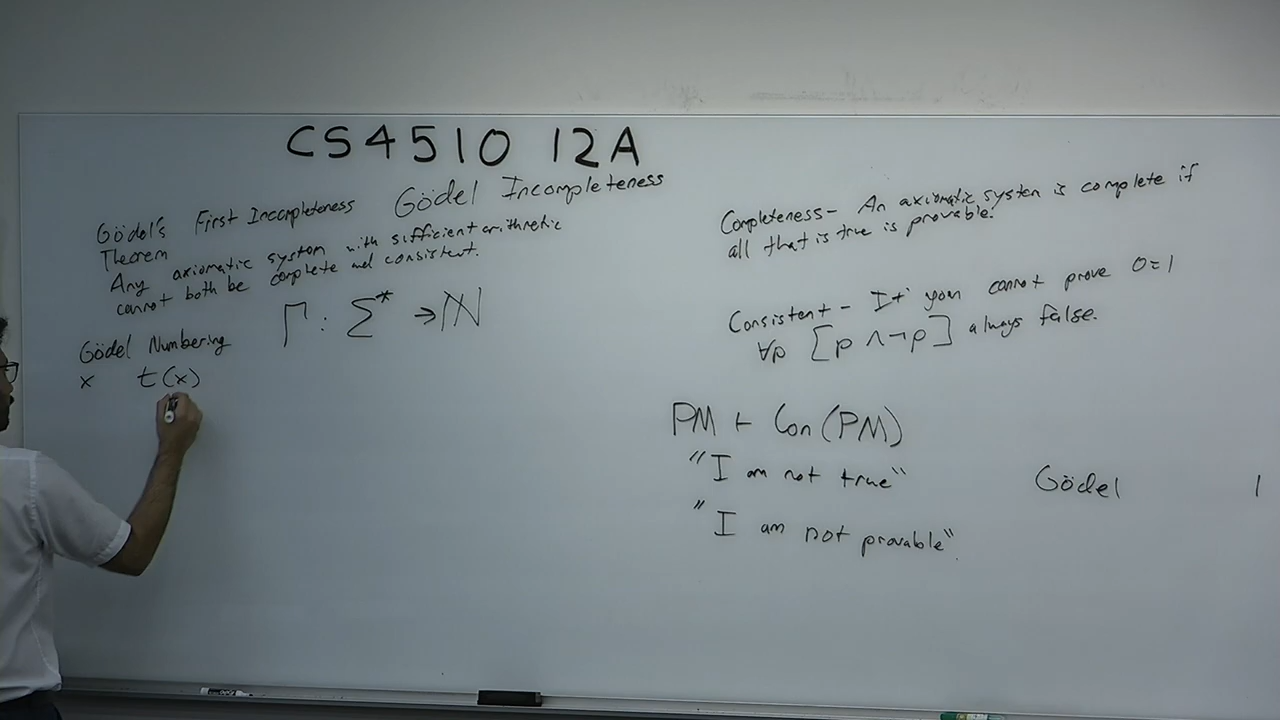 CS4510 12A
Gödel Incompleteness
Gödel's First Incompleteness
Theorem
Any axiomatic system with sufficient arithmetic
cannot both be complete and consistent.
Γ: Σ* → ℕ
Gödel Numbering
x t(x)
Completeness - An axiomatic system is complete if
all that is true is provable.
Consistent - If you cannot prove 0=1
∀p [p ∧ ¬p] always false.
PM ⊢ Con(PM)
"I am not true"
"I am not provable".
Gödel